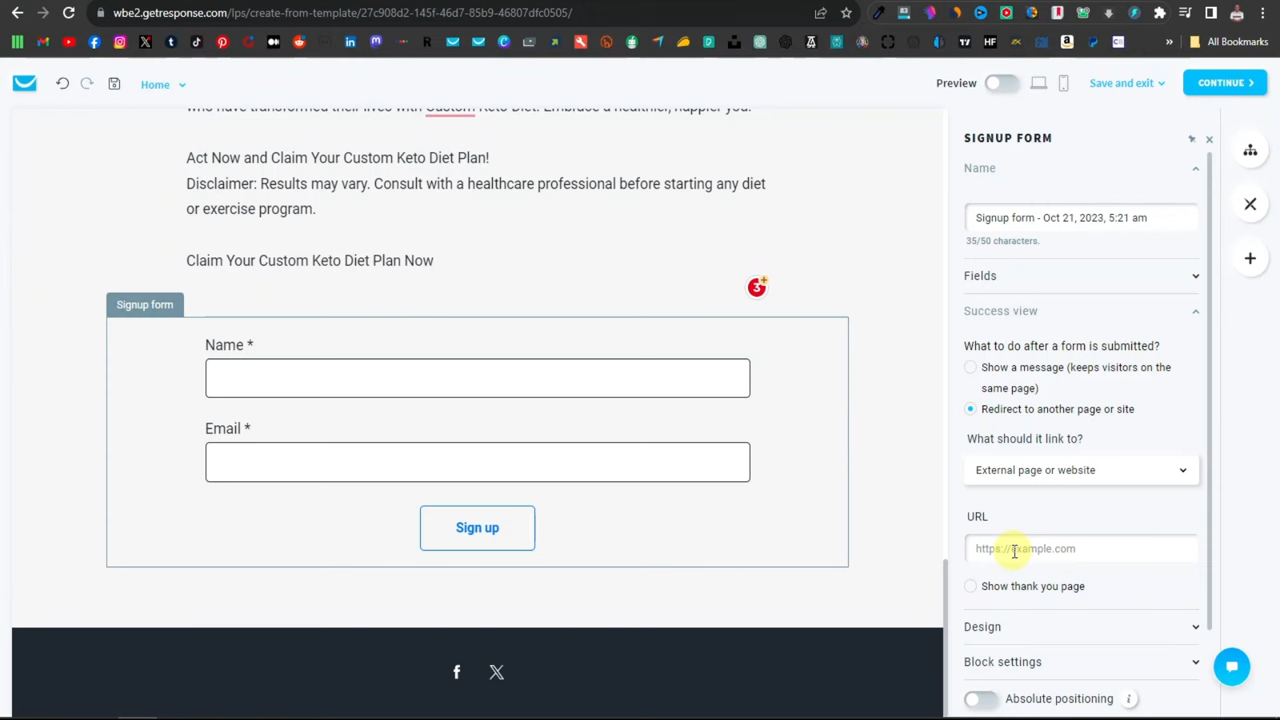 wbe2.getresponse.com/lps/create-from-template/27c908d2-145f-46d7-85b9-46807dfc0505/
All Bookmarks
Home
Preview
Save and exit
CONTINUE
who have transformed their lives with Custom Keto Diet. Embrace a healthier, happier you.
Act Now and Claim Your Custom Keto Diet Plan!
Disclaimer: Results may vary. Consult with a healthcare professional before starting any diet
or exercise program.
Claim Your Custom Keto Diet Plan Now
3
Signup form
Name *
Email *
Sign up
SIGNUP FORM
Name
Signup form - Oct 21, 2023, 5:21 am
35/50 characters.
Fields
Success view
What to do after a form is submitted?
Show a message (keeps visitors on the
same page)
Redirect to another page or site
What should it link to?
External page or website
URL
https://example.com
Show thank you page
Design
Block settings
Absolute positioning